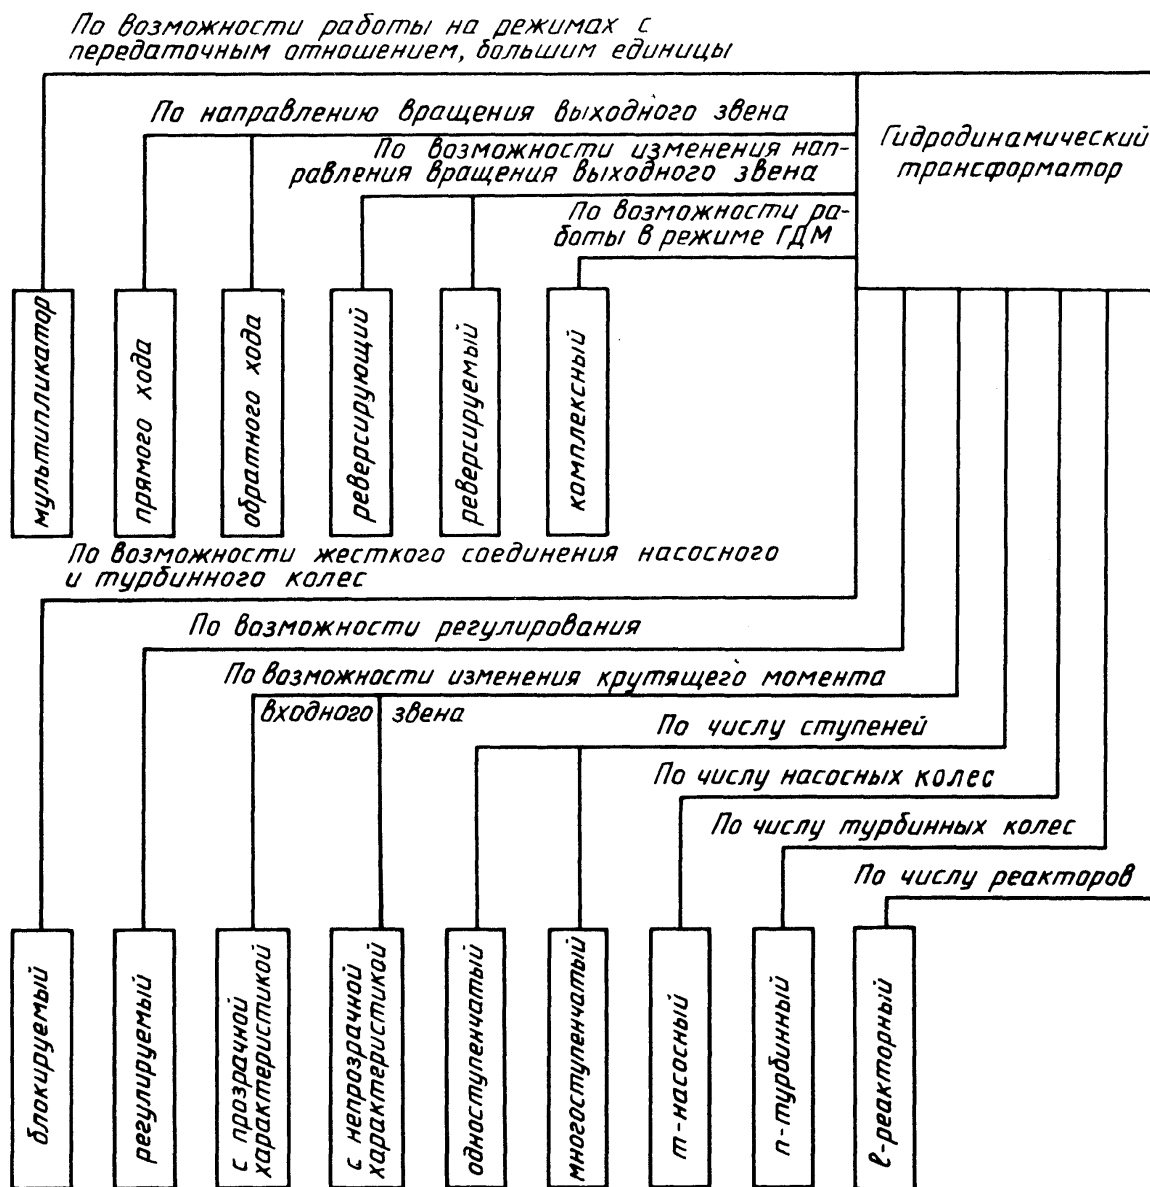 По возможности работы на режимах с
передаточным отношением, большим единицы
По направлению вращения выходного звена
Гидродинамический
трансформатор
По возможности изменения нап-
равления вращения выходного звена
По возможности ра-
боты в режиме ГДМ
мультипликатор
прямого хода
обратного хода
реверсирующий
реверсируемый
комплексный
По возможности жесткого соединения насосного
и турбинного колес
По возможности регулирования
По возможности изменения крутящего момента
входного звена
По числу ступеней
По числу насосных колес
По числу турбинных колес
По числу реакторов
блокируемый
регулируемый
с прозрачной
характеристикой
с непрозрачной
характеристикой
одноступенчатый
многоступенчатый
m-насосный
n-турбинный
ℓ-реакторный